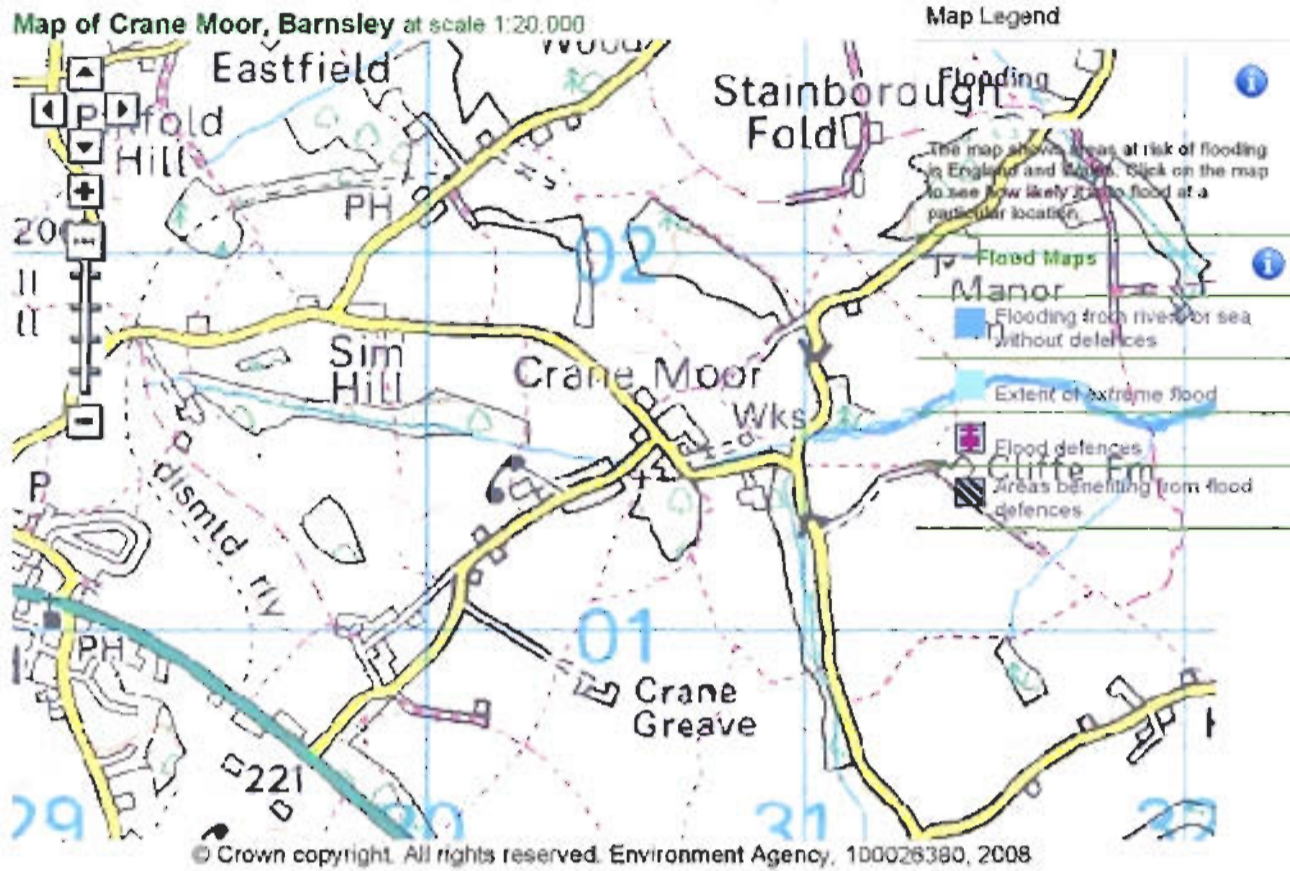 Map of Crane Moor, Barnsley at scale 1:20.000
Map Legend
Wood
Eastfield
Stainborough
Fold
Flooding
Hill
PH
The map shows areas at risk of flooding
in England and Wales. Click on the map
to see how likely it is to flood at a
particular location.
02
Flood Maps
Manor
Flooding from rivers or sea
without defences
Sim
Hill
Crane Moor
Wks
Extent of extreme flood
Flood defences
Cliffe Fm
Areas benefiting from flood
defences
P
dismtd rly
PH
01
Crane
Greave
221
29
30
31
© Crown copyright. All rights reserved. Environment Agency, 100026380, 2008